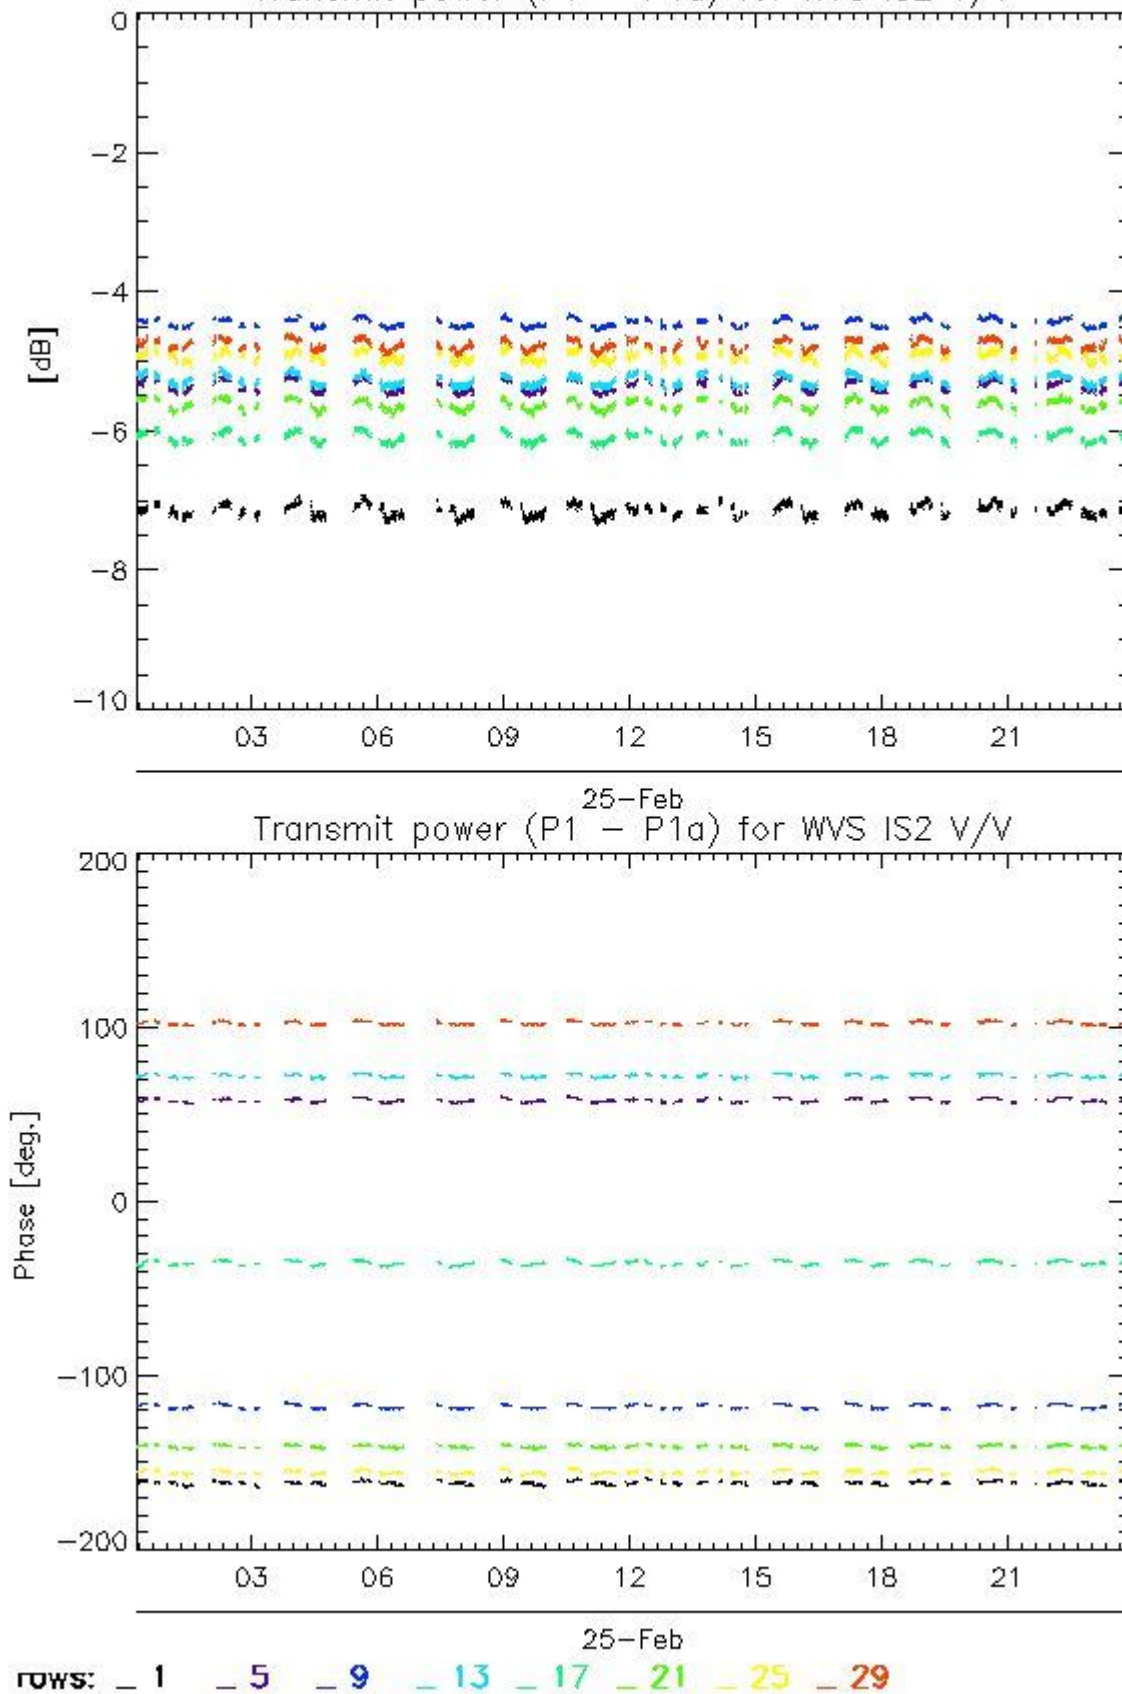 0
−2
−4
−6
−8
−10
[dB]
03 06 09 12 15 18 21
25−Feb
Transmit power (P1 − P1a) for WVS IS2 V/V
200
100
0
−100
−200
Phase [deg.]
03 06 09 12 15 18 21
25−Feb
rows: _ 1 _ 5 _ 9 _ 13 _ 17 _ 21 _ 25 _ 29